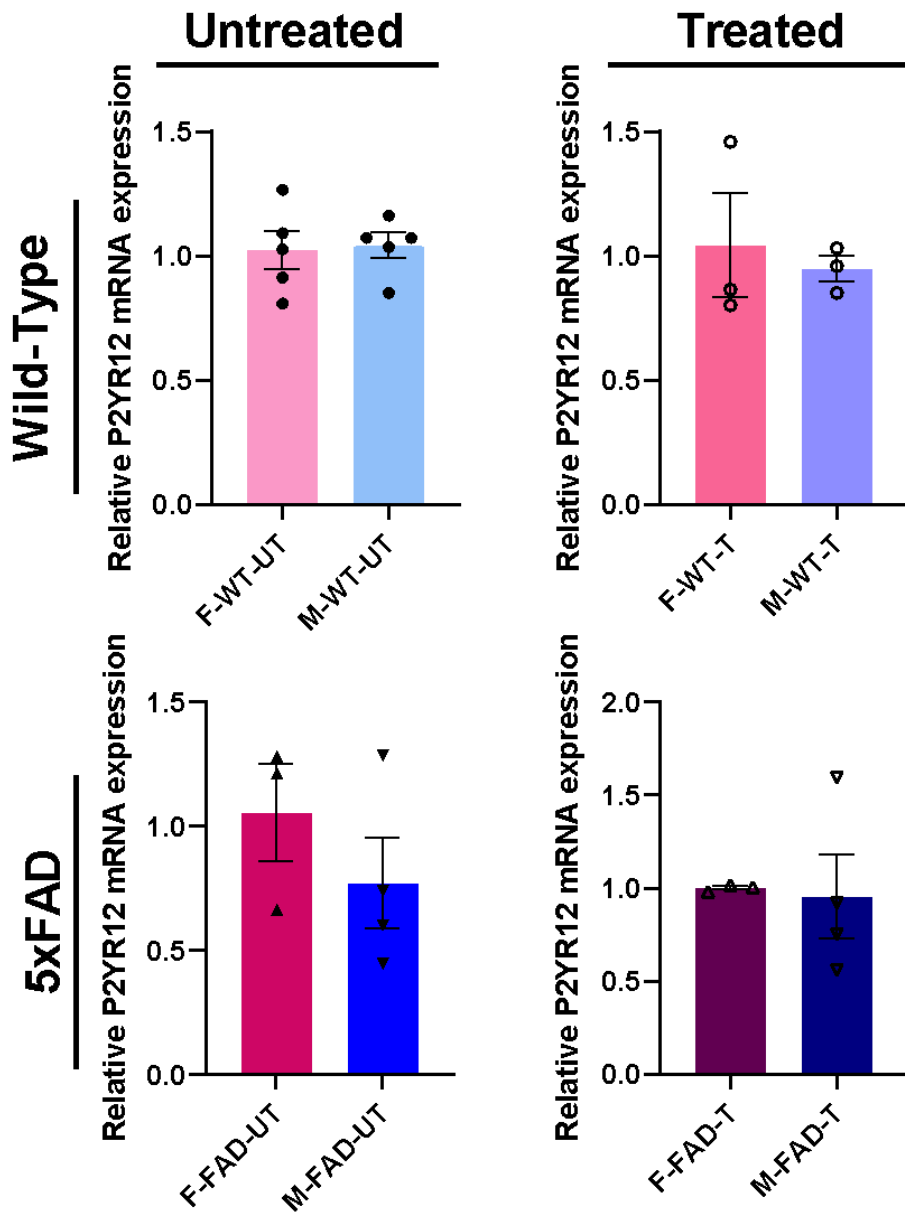 Untreated
Treated
Wild-Type
Relative P2YR12 mRNA expression
1.5
1.0
0.5
0.0
F-WT-UT
M-WT-UT
Relative P2YR12 mRNA expression
1.5
1.0
0.5
0.0
F-WT-T
M-WT-T
5xFAD
Relative P2YR12 mRNA expression
1.5
1.0
0.5
0.0
F-FAD-UT
M-FAD-UT
Relative P2YR12 mRNA expression
2.0
1.5
1.0
0.5
0.0
F-FAD-T
M-FAD-T